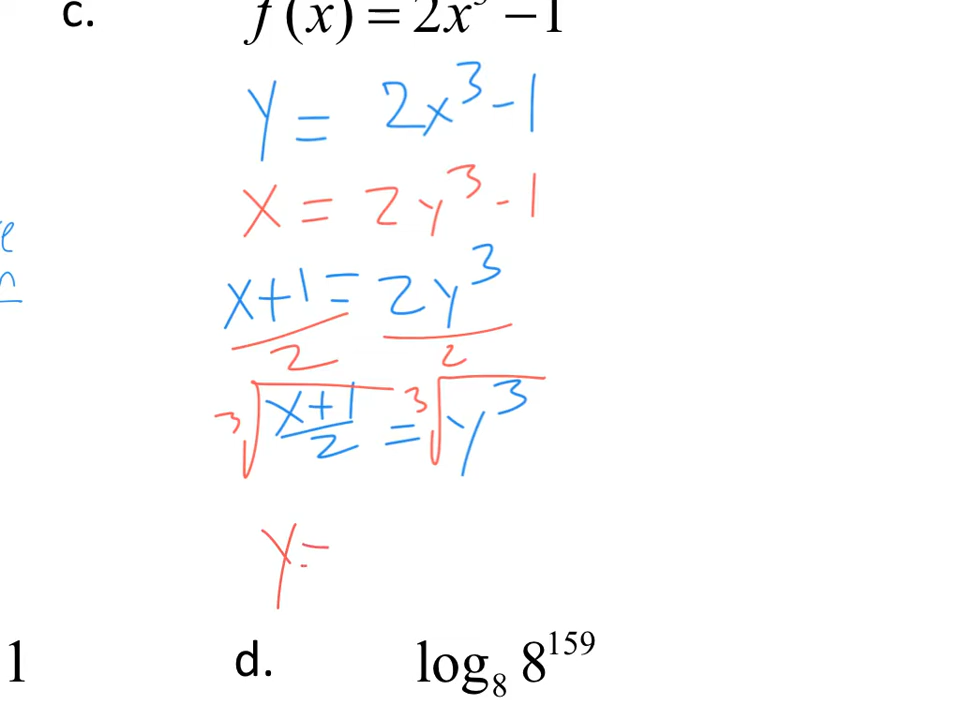 c. f(x) = 2x³ − 1
y = 2x³ - 1
x = 2y³ - 1
x+1 = 2y³
2 2
∛((x+1)/2) = ∛(y³)
y =
1
d. log₈ 8¹⁵⁹